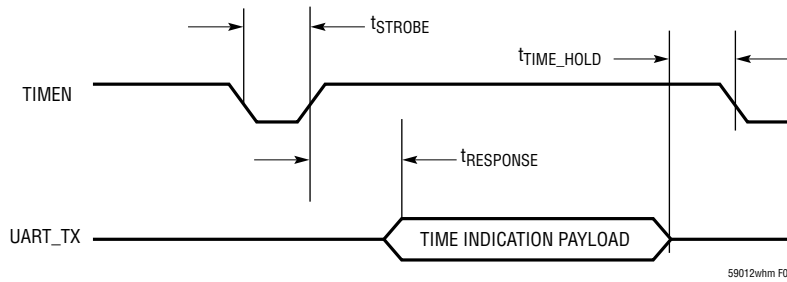 tSTROBE
tTIME_HOLD
TIMEN
tRESPONSE
UART_TX
TIME INDICATION PAYLOAD
59012whm F0